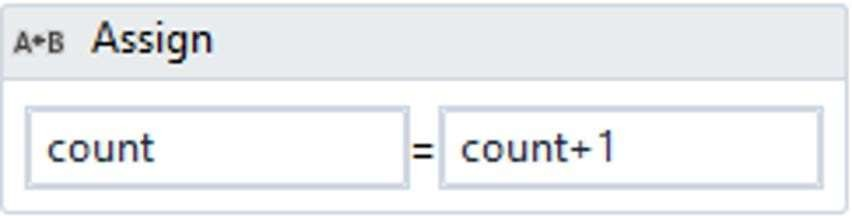 A←B Assign
count = count+1